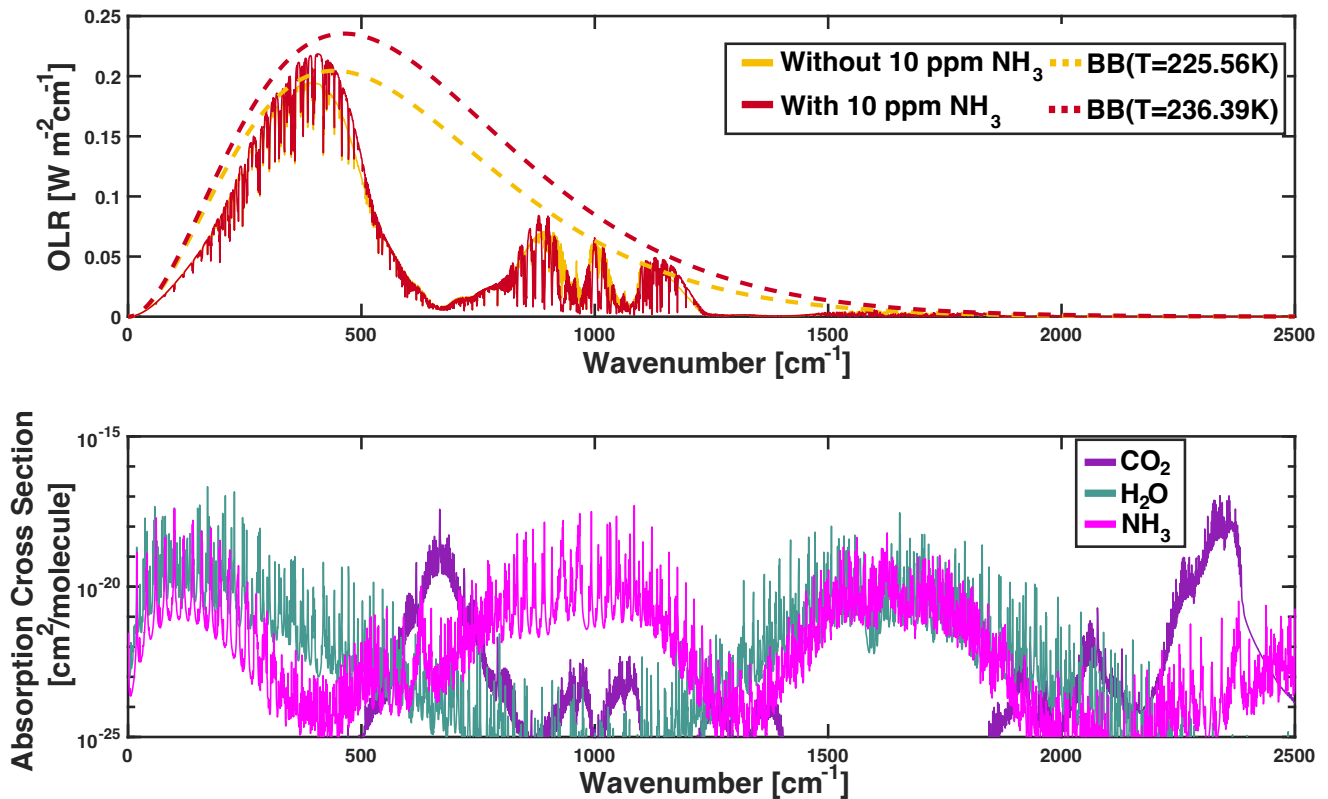 0.25
0.2
0.15
0.1
0.05
0
OLR [W m⁻²cm⁻¹]
Without 10 ppm NH₃
BB(T=225.56K)
With 10 ppm NH₃
BB(T=236.39K)
0 500 1000 1500 2000 2500
Wavenumber [cm⁻¹]
Absorption Cross Section
[cm²/molecule]
10⁻¹⁵
10⁻²⁰
10⁻²⁵
CO₂
H₂O
NH₃
0 500 1000 1500 2000 2500
Wavenumber [cm⁻¹]